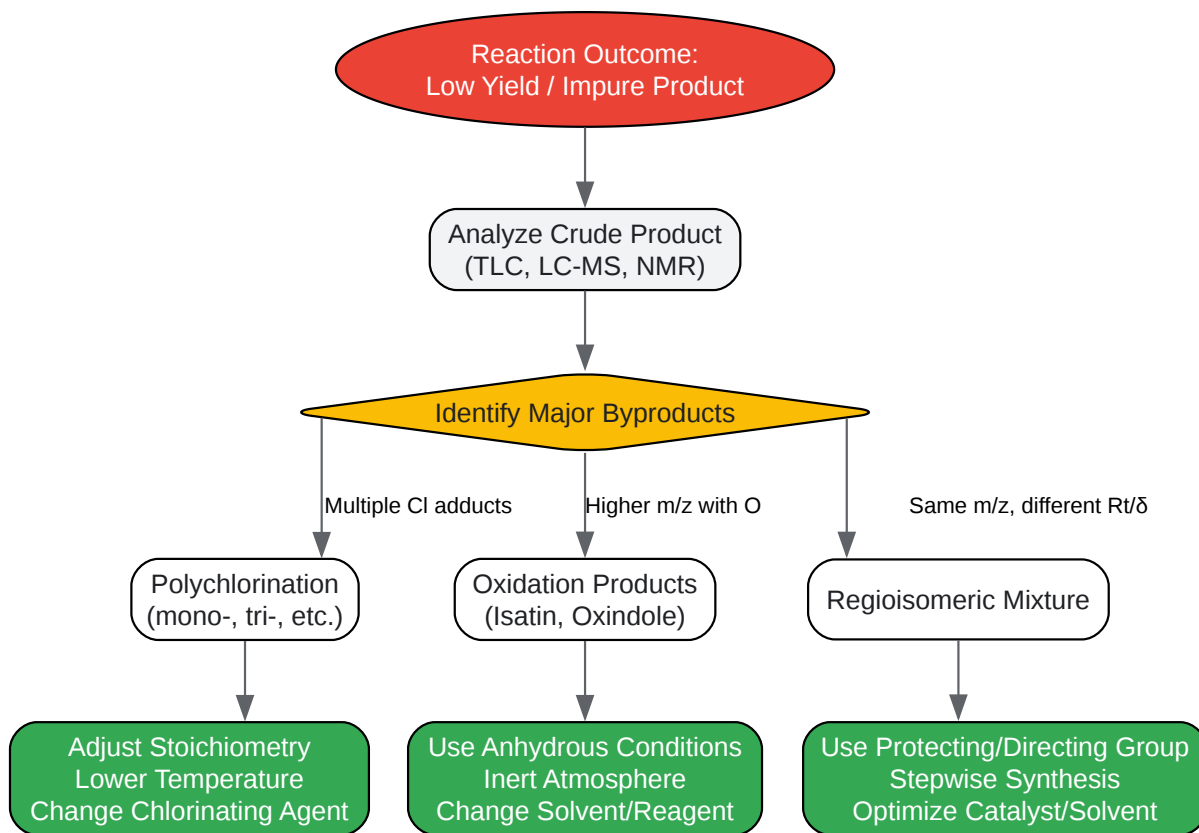 Reaction Outcome:
Low Yield / Impure Product
Analyze Crude Product
(TLC, LC-MS, NMR)
Identify Major Byproducts
Multiple Cl adducts
Higher m/z with O
Same m/z, different Rt/δ
Polychlorination
(mono-, tri-, etc.)
Oxidation Products
(Isatin, Oxindole)
Regioisomeric Mixture
Adjust Stoichiometry
Lower Temperature
Change Chlorinating Agent
Use Anhydrous Conditions
Inert Atmosphere
Change Solvent/Reagent
Use Protecting/Directing Group
Stepwise Synthesis
Optimize Catalyst/Solvent